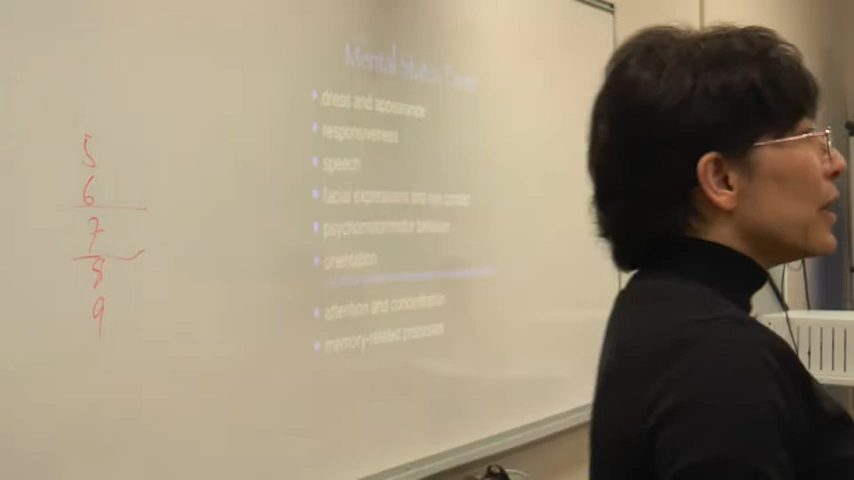 5
6
7
8
9
Mental Status Exam
dress and appearance
responsiveness
speech
facial expressions and eye contact
psychomotor/motor behavior
orientation
attention and concentration
memory-related processes